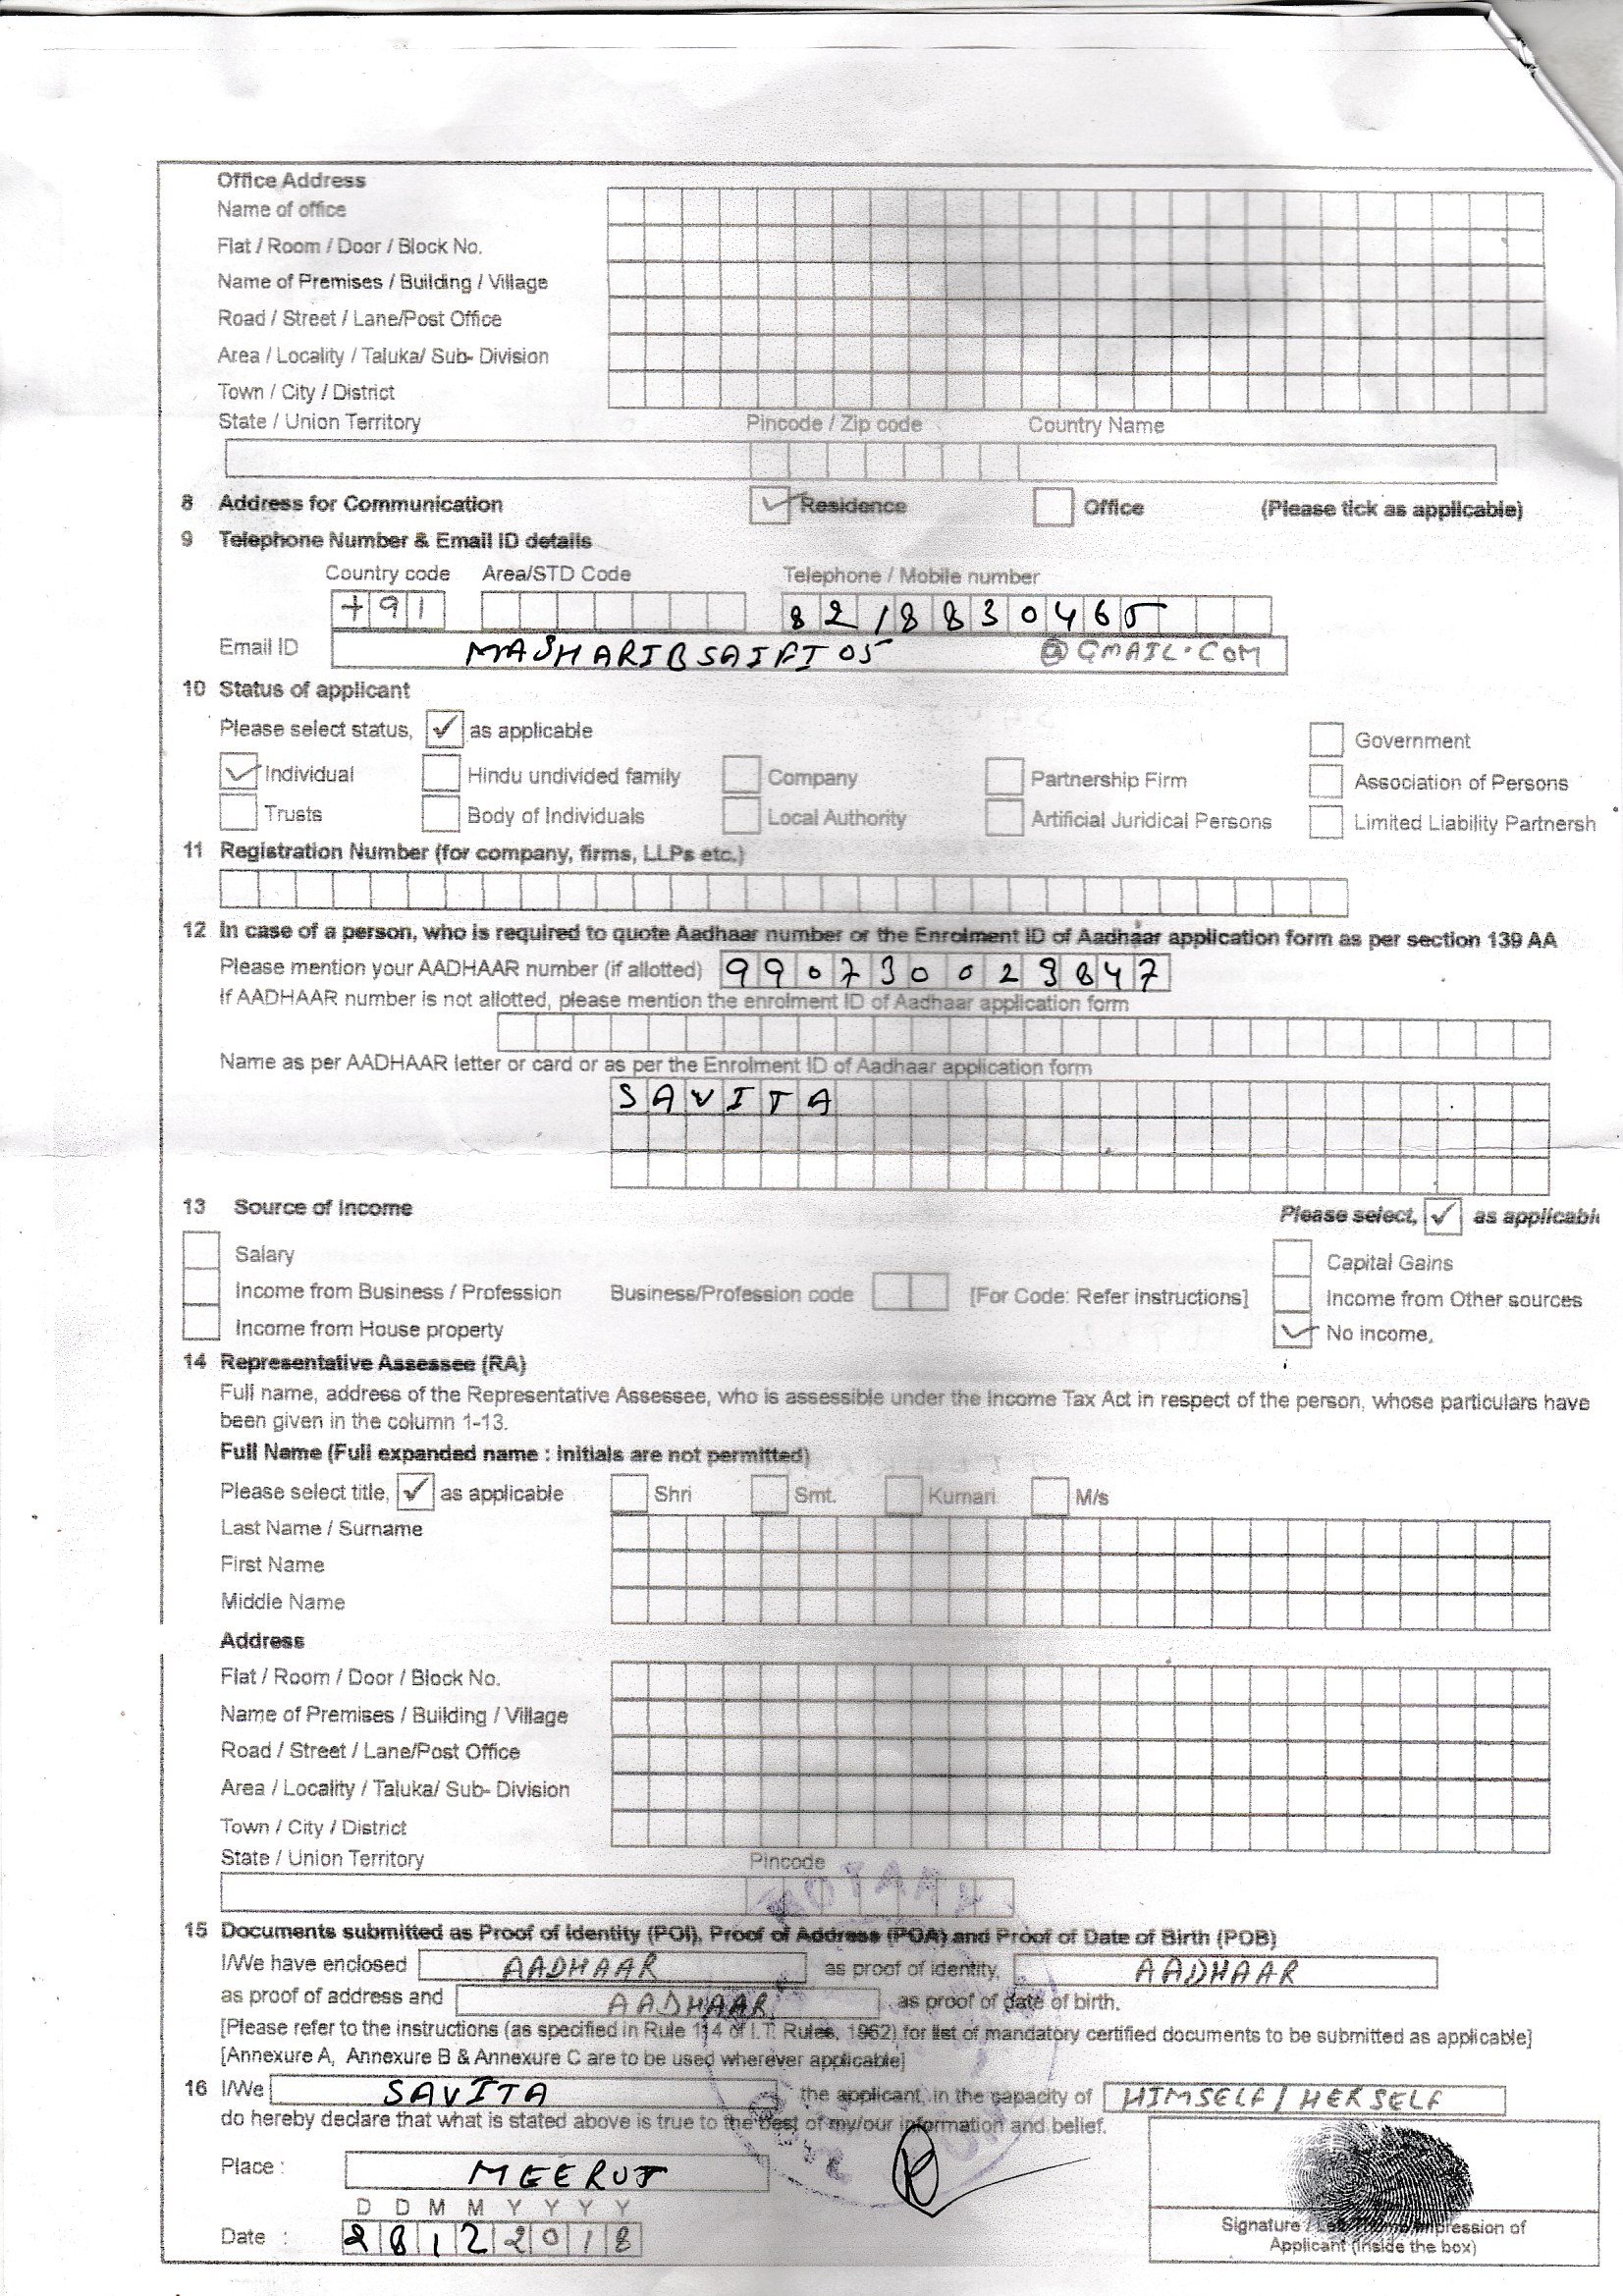 Office Address
Name of office
Flat / Room / Door / Block No.
Name of Premises / Building / Village
Road / Street / Lane/Post Office
Area / Locality / Taluka/ Sub- Division
Town / City / District
State / Union Territory Pincode / Zip code Country Name
8 Address for Communication Residence Office (Please tick as applicable)
9 Telephone Number & Email ID details
Country code Area/STD Code Telephone / Mobile number
+91 8218830465
Email ID MASHARIBSAIFI05 @GMAIL.COM
10 Status of applicant
Please select status, ✓ as applicable Government
Individual Hindu undivided family Company Partnership Firm Association of Persons
Trusts Body of Individuals Local Authority Artificial Juridical Persons Limited Liability Partnersh
11 Registration Number (for company, firms, LLPs etc.)
12 In case of a person, who is required to quote Aadhaar number or the Enrolment ID of Aadhaar application form as per section 139 AA
Please mention your AADHAAR number (if allotted) 990730023847
If AADHAAR number is not allotted, please mention the enrolment ID of Aadhaar application form
Name as per AADHAAR letter or card or as per the Enrolment ID of Aadhaar application form
SAVITA
13 Source of Income Please select, ✓ as applicabl
Salary Capital Gains
Income from Business / Profession Business/Profession code [For Code: Refer instructions] Income from Other sources
Income from House property No income,
14 Representative Assessee (RA)
Full name, address of the Representative Assessee, who is assessible under the Income Tax Act in respect of the person, whose particulars have
been given in the column 1-13.
Full Name (Full expanded name : initials are not permitted)
Please select title, ✓ as applicable Shri Smt. Kumari M/s
Last Name / Surname
First Name
Middle Name
Address
Flat / Room / Door / Block No.
Name of Premises / Building / Village
Road / Street / Lane/Post Office
Area / Locality / Taluka/ Sub- Division
Town / City / District
State / Union Territory Pincode
NOTARY
15 Documents submitted as Proof of Identity (POI), Proof of Address (POA) and Proof of Date of Birth (POB)
I/We have enclosed AADHAAR as proof of identity, AADHAAR
as proof of address and AADHAAR as proof of date of birth.
[Please refer to the instructions (as specified in Rule 114 of I.T. Rules, 1962) for list of mandatory certified documents to be submitted as applicable]
[Annexure A, Annexure B & Annexure C are to be used wherever applicable]
16 I/We SAVITA the applicant, in the capacity of HIMSELF/HERSELF
do hereby declare that what is stated above is true to the best of my/our information and belief.
Place : MEERUT
D D M M Y Y Y Y
Date : 28122018
Signature / Left Thumb Impression of
Applicant (inside the box)